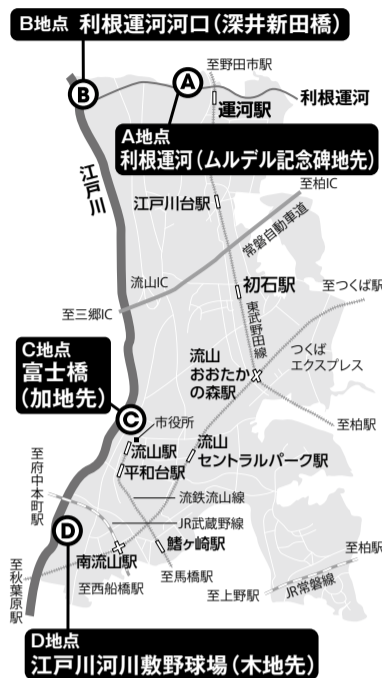 B地点 利根運河河口(深井新田橋)
至野田市駅
A
B
利根運河
運河駅
A地点
利根運河(ムルデル記念碑地先)
江戸川
至柏IC
江戸川台駅
常磐自動車道
流山IC
初石駅
至つくば駅
至三郷IC
東武野田線
つくば
エクスプレス
C地点
富士橋
(加地先)
流山
おおたか
の森駅
C
市役所
至柏駅
流山駅
流山
セントラルパーク駅
平和台駅
至府中本町駅
流鉄流山線
D
JR武蔵野線
鰭ヶ崎駅
至柏駅
南流山駅
至秋葉原駅
至西船橋駅
至馬橋駅
至上野駅
JR常磐線
D地点
江戸川河川敷野球場(木地先)